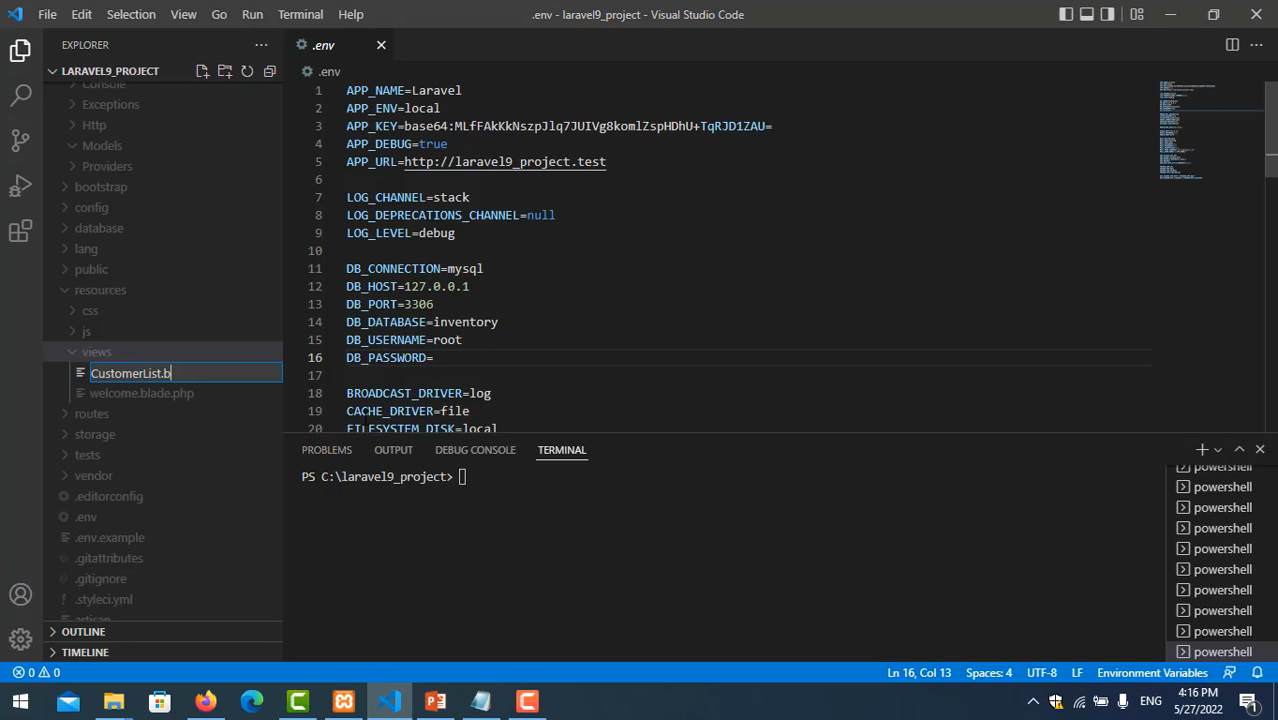 File Edit Selection View Go Run Terminal Help .env - laravel9_project - Visual Studio Code
EXPLORER
LARAVEL9_PROJECT
Console
Exceptions
Http
Models
Providers
bootstrap
config
database
lang
public
resources
css
js
views
CustomerList.b
welcome.blade.php
routes
storage
tests
vendor
.editorconfig
.env
.env.example
.gitattributes
.gitignore
.styleci.yml
artisan
OUTLINE
TIMELINE
.env
.env
1 APP_NAME=Laravel
2 APP_ENV=local
3 APP_KEY=base64:MLfFAkKkNszpJlq7JUIVg8komlZspHDhU+TqRJD1ZAU=
4 APP_DEBUG=true
5 APP_URL=http://laravel9_project.test
6
7 LOG_CHANNEL=stack
8 LOG_DEPRECATIONS_CHANNEL=null
9 LOG_LEVEL=debug
10
11 DB_CONNECTION=mysql
12 DB_HOST=127.0.0.1
13 DB_PORT=3306
14 DB_DATABASE=inventory
15 DB_USERNAME=root
16 DB_PASSWORD=
17
18 BROADCAST_DRIVER=log
19 CACHE_DRIVER=file
20 FILESYSTEM_DISK=local
PROBLEMS OUTPUT DEBUG CONSOLE TERMINAL
PS C:\laravel9_project>
powershell
powershell
powershell
powershell
powershell
powershell
powershell
powershell
powershell
powershell
0 0 Ln 16, Col 13 Spaces: 4 UTF-8 LF Environment Variables
ENG
4:16 PM
5/27/2022
1